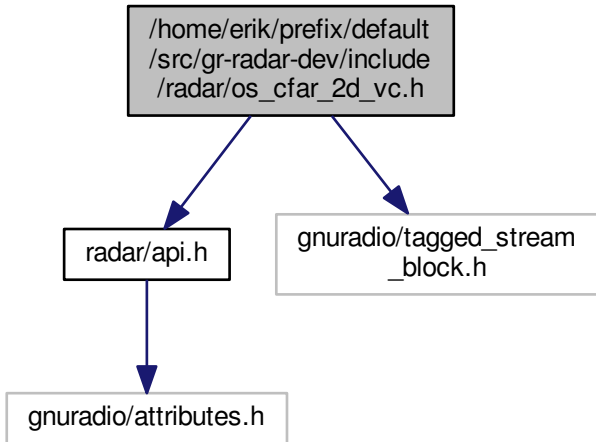 /home/erik/prefix/default
/src/gr-radar-dev/include
/radar/os_cfar_2d_vc.h
radar/api.h
gnuradio/tagged_stream
_block.h
gnuradio/attributes.h